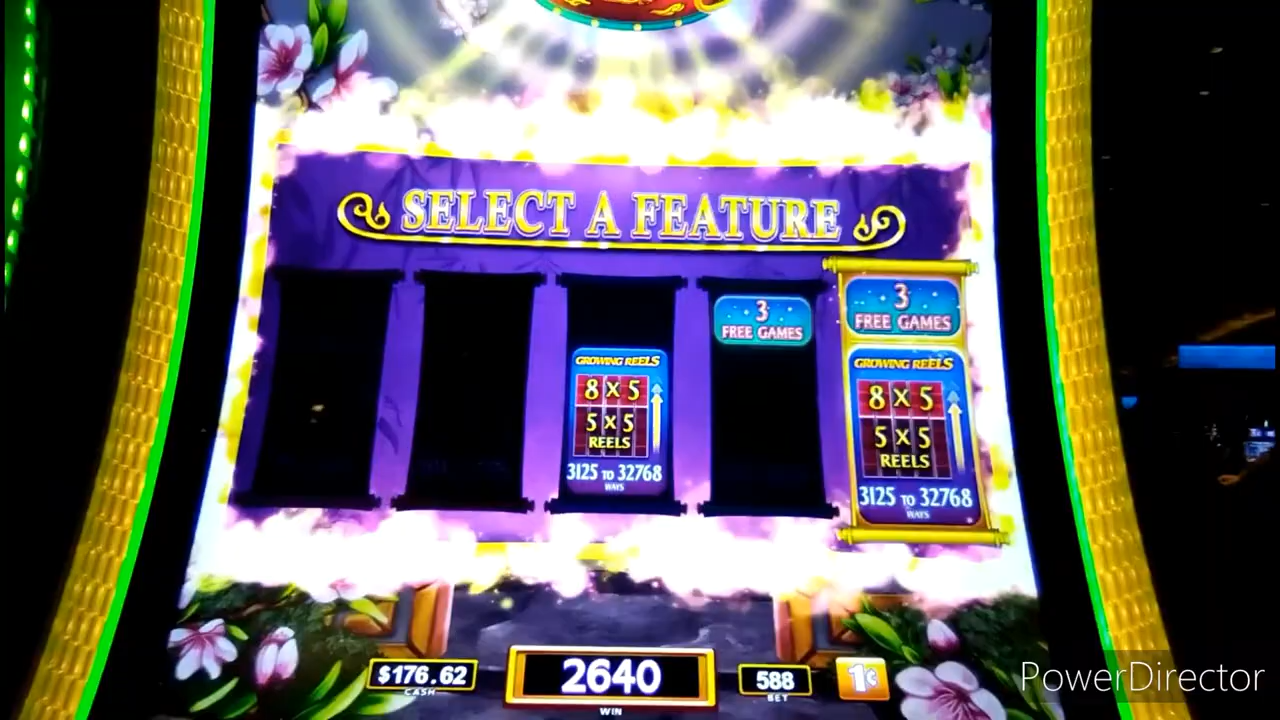 SELECT A FEATURE
GROWING REELS
8 X 5
5 X 5
REELS
3125 TO 32768
WAYS
3
FREE GAMES
3
FREE GAMES
GROWING REELS
8 X 5
5 X 5
REELS
3125 TO 32768
WAYS
$176.62
CASH
2640
WIN
588
BET
1¢
PowerDirector